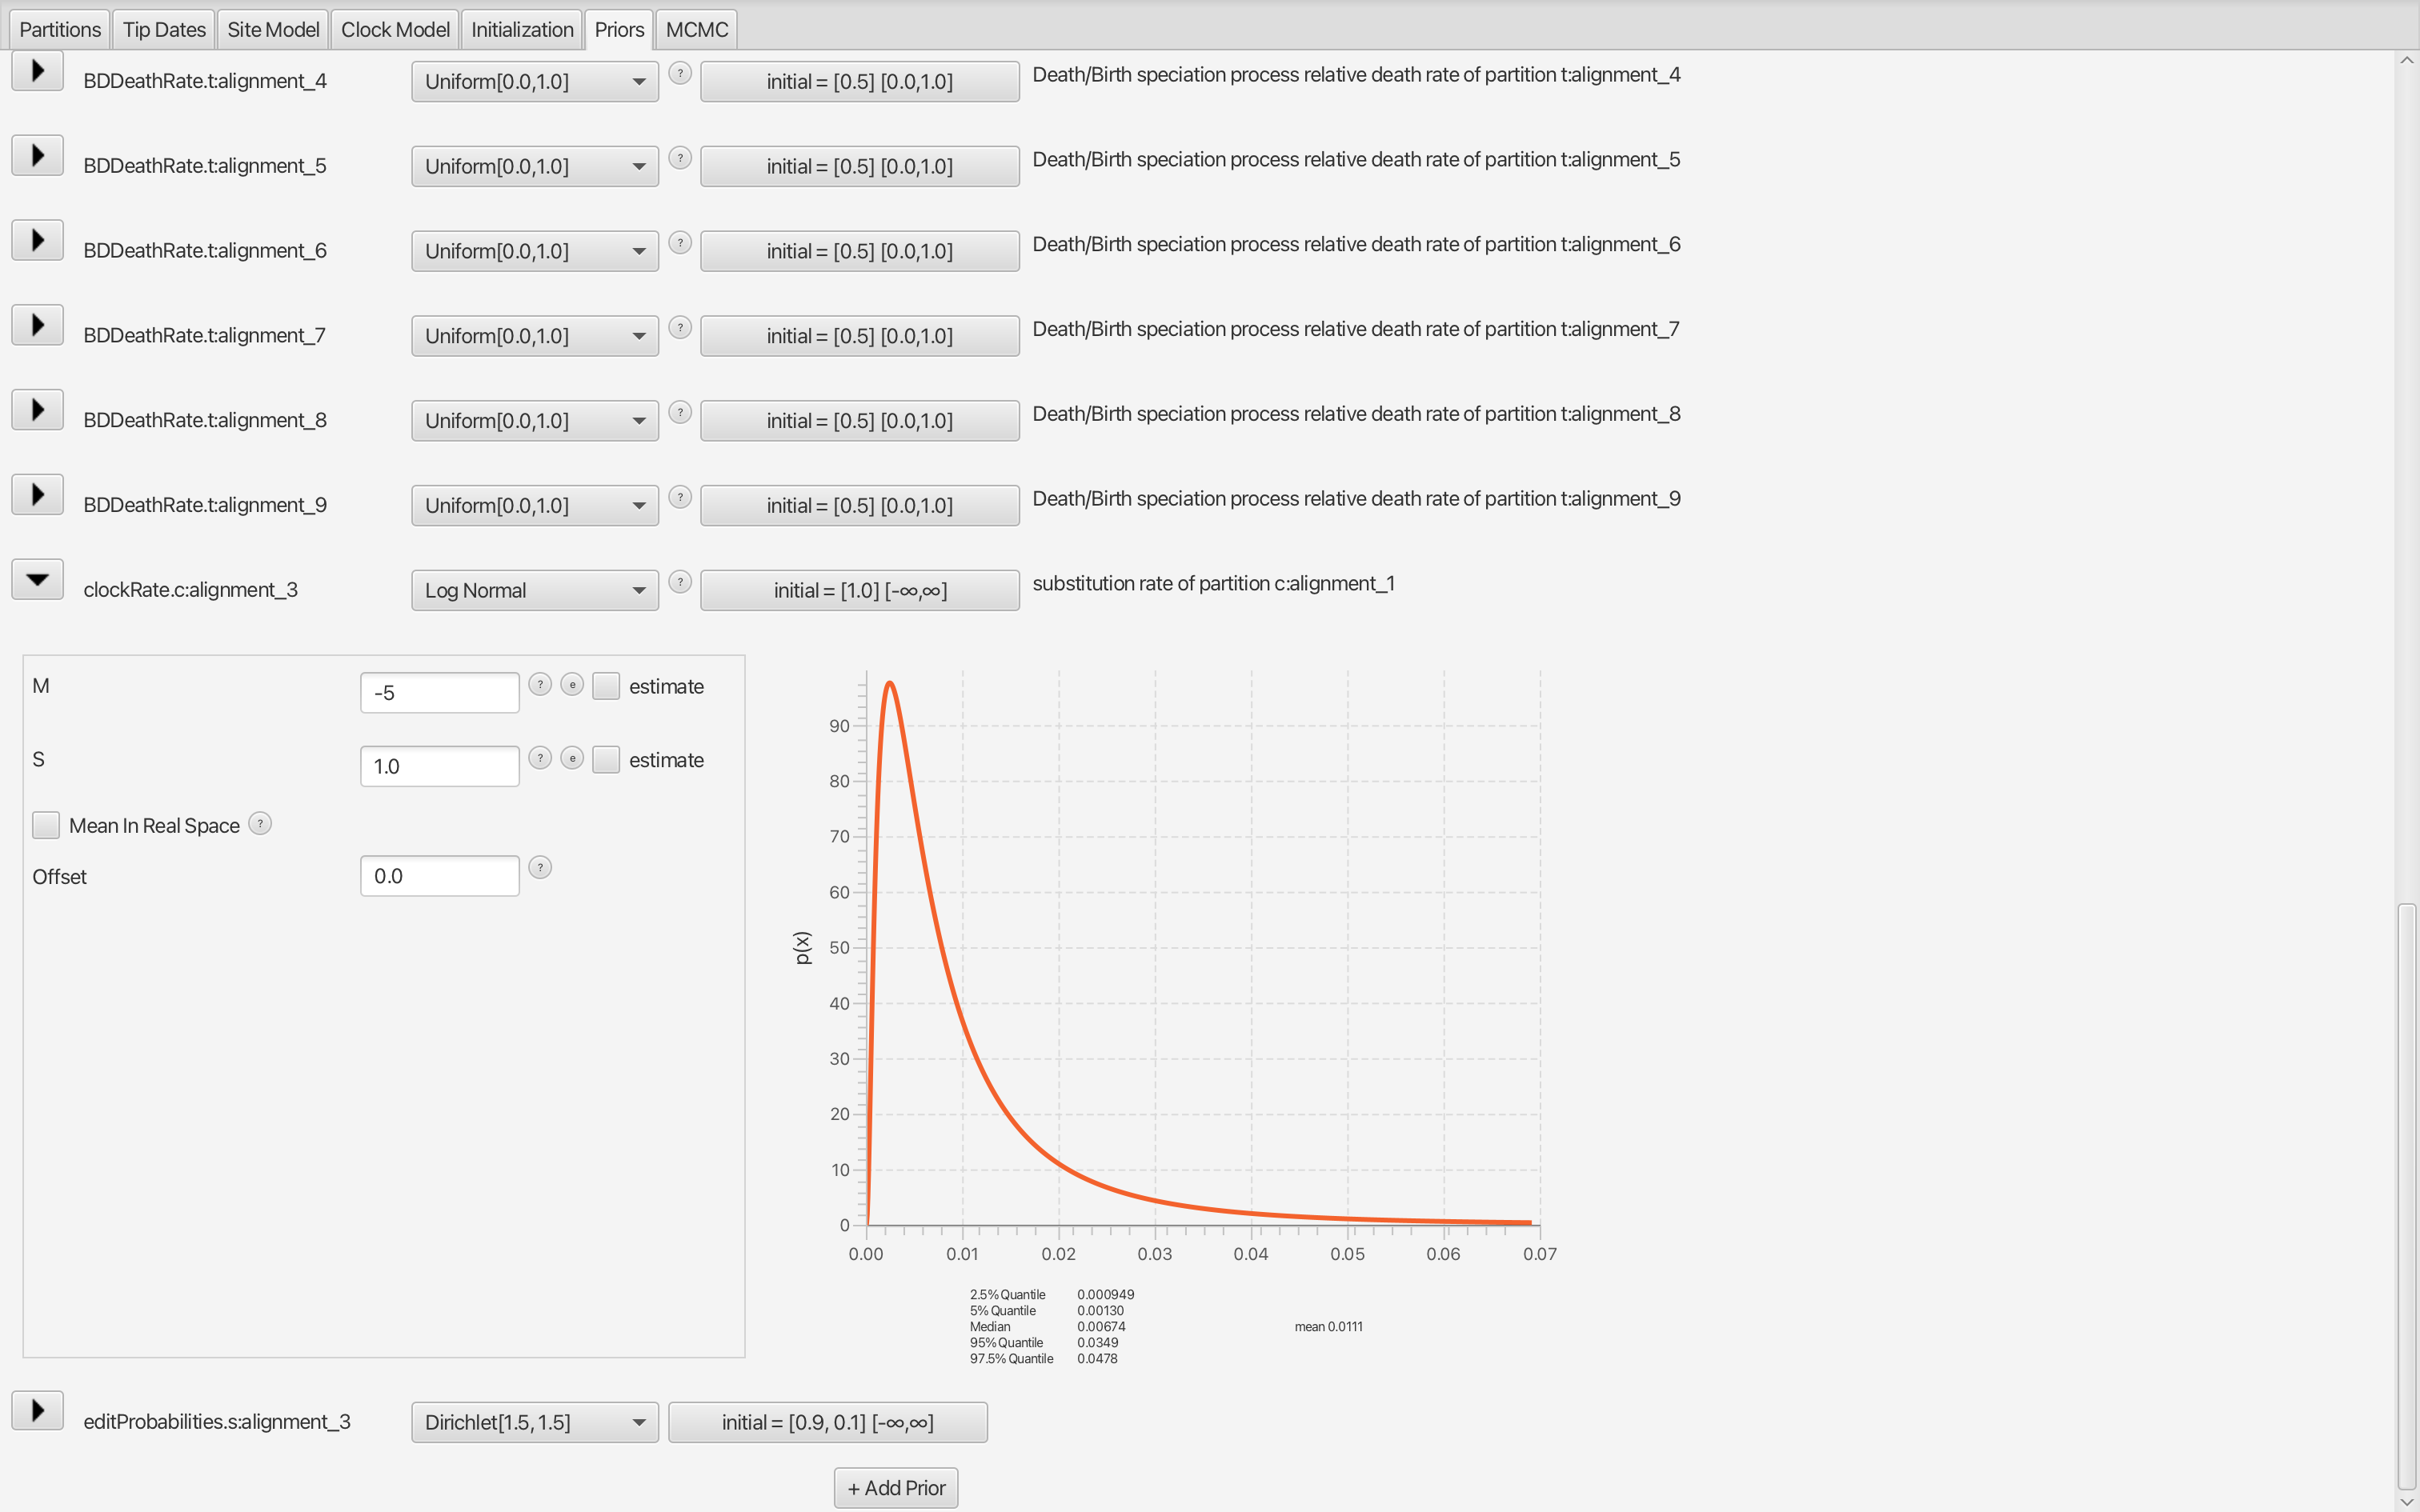 Partitions Tip Dates Site Model Clock Model Initialization Priors MCMC
BDDeathRate.t:alignment_4 Uniform[0.0,1.0] ? initial = [0.5] [0.0,1.0] Death/Birth speciation process relative death rate of partition t:alignment_4
BDDeathRate.t:alignment_5 Uniform[0.0,1.0] ? initial = [0.5] [0.0,1.0] Death/Birth speciation process relative death rate of partition t:alignment_5
BDDeathRate.t:alignment_6 Uniform[0.0,1.0] ? initial = [0.5] [0.0,1.0] Death/Birth speciation process relative death rate of partition t:alignment_6
BDDeathRate.t:alignment_7 Uniform[0.0,1.0] ? initial = [0.5] [0.0,1.0] Death/Birth speciation process relative death rate of partition t:alignment_7
BDDeathRate.t:alignment_8 Uniform[0.0,1.0] ? initial = [0.5] [0.0,1.0] Death/Birth speciation process relative death rate of partition t:alignment_8
BDDeathRate.t:alignment_9 Uniform[0.0,1.0] ? initial = [0.5] [0.0,1.0] Death/Birth speciation process relative death rate of partition t:alignment_9
clockRate.c:alignment_3 Log Normal ? initial = [1.0] [-∞,∞] substitution rate of partition c:alignment_1
M -5 ? e estimate
S 1.0 ? e estimate
Mean In Real Space ?
Offset 0.0 ?
p(x)
90
80
70
60
50
40
30
20
10
0
0.00 0.01 0.02 0.03 0.04 0.05 0.06 0.07
2.5% Quantile 0.000949
5% Quantile 0.00130
Median 0.00674 mean 0.0111
95% Quantile 0.0349
97.5% Quantile 0.0478
editProbabilities.s:alignment_3 Dirichlet[1.5, 1.5] initial = [0.9, 0.1] [-∞,∞]
+ Add Prior